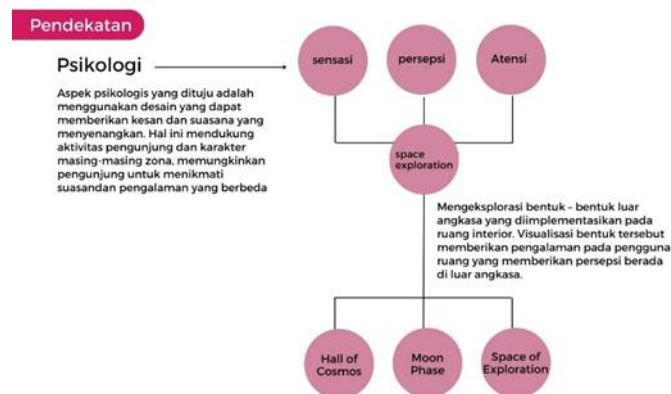 Pendekatan
Psikologi
Aspek psikologis yang dituju adalah
menggunakan desain yang dapat
memberikan kesan dan suasana yang
menyenangkan. Hal ini mendukung
aktivitas pengunjung dan karakter
masing-masing zona, memungkinkan
pengunjung untuk menikmati
suasandan pengalaman yang berbeda
sensasi
persepsi
Atensi
space
exploration
Mengeksplorasi bentuk – bentuk luar
angkasa yang diimplementasikan pada
ruang interior. Visualisasi bentuk tersebut
memberikan pengalaman pada pengguna
ruang yang memberikan persepsi berada
di luar angkasa.
Hall of
Cosmos
Moon
Phase
Space of
Exploration